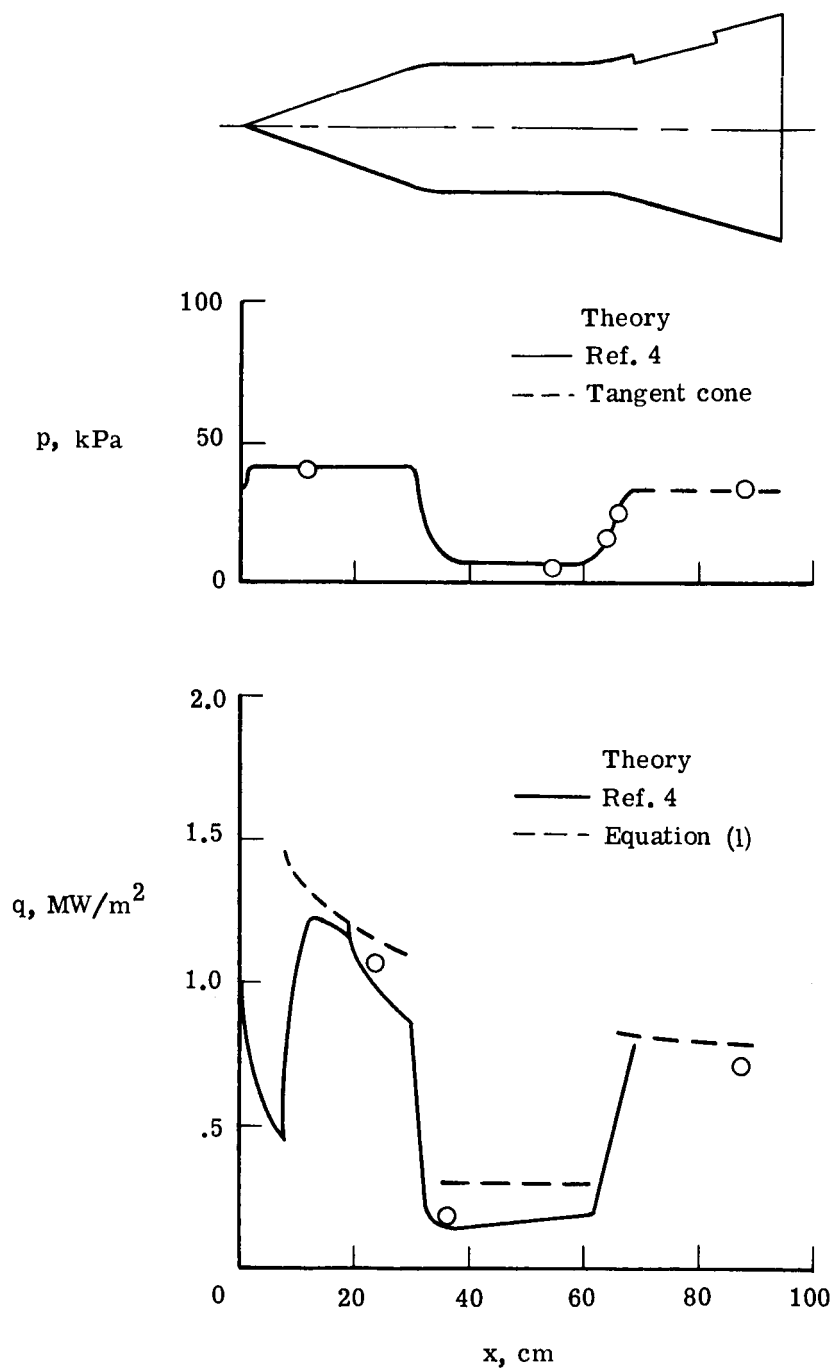 100
Theory
Ref. 4
Tangent cone
p, kPa
50
0
2.0
Theory
Ref. 4
Equation (1)
1.5
q, MW/m²
1.0
.5
0 20 40 60 80 100
x, cm